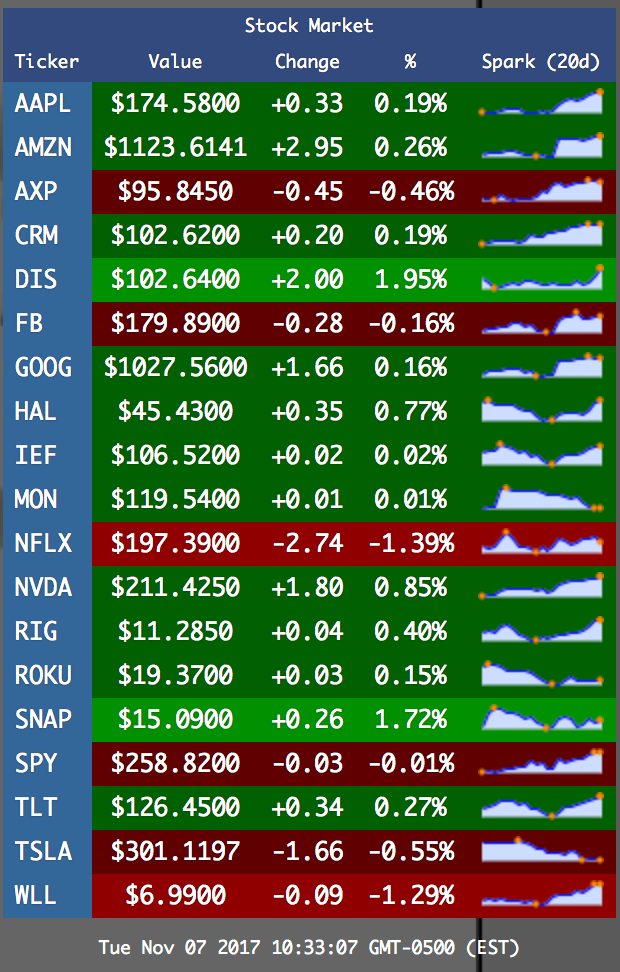 Stock Market
Ticker Value Change % Spark (20d)
AAPL $174.5800 +0.33 0.19%
AMZN $1123.6141 +2.95 0.26%
AXP $95.8450 -0.45 -0.46%
CRM $102.6200 +0.20 0.19%
DIS $102.6400 +2.00 1.95%
FB $179.8900 -0.28 -0.16%
GOOG $1027.5600 +1.66 0.16%
HAL $45.4300 +0.35 0.77%
IEF $106.5200 +0.02 0.02%
MON $119.5400 +0.01 0.01%
NFLX $197.3900 -2.74 -1.39%
NVDA $211.4250 +1.80 0.85%
RIG $11.2850 +0.04 0.40%
ROKU $19.3700 +0.03 0.15%
SNAP $15.0900 +0.26 1.72%
SPY $258.8200 -0.03 -0.01%
TLT $126.4500 +0.34 0.27%
TSLA $301.1197 -1.66 -0.55%
WLL $6.9900 -0.09 -1.29%
Tue Nov 07 2017 10:33:07 GMT-0500 (EST)